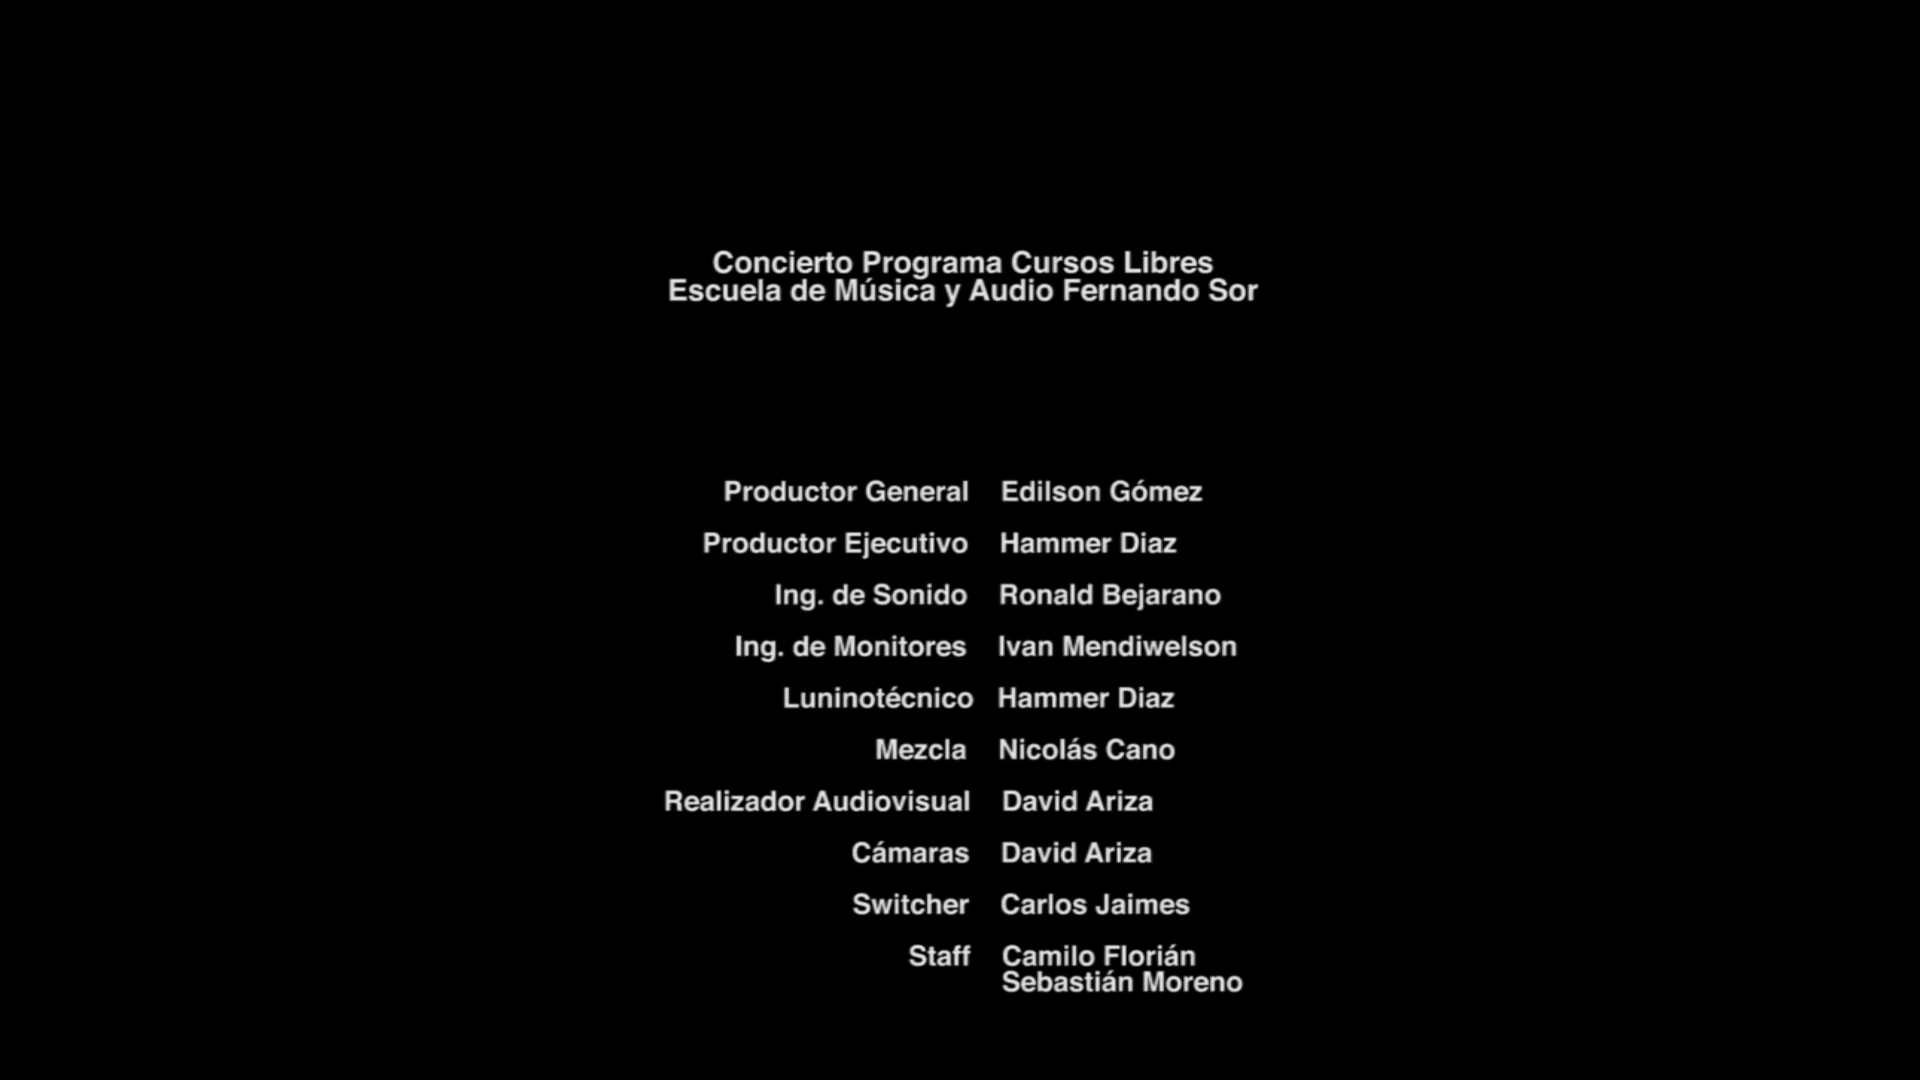 Concierto Programa Cursos Libres
Escuela de Música y Audio Fernando Sor
Productor General Edilson Gómez
Productor Ejecutivo Hammer Diaz
Ing. de Sonido Ronald Bejarano
Ing. de Monitores Ivan Mendiwelson
Luninotécnico Hammer Diaz
Mezcla Nicolás Cano
Realizador Audiovisual David Ariza
Cámaras David Ariza
Switcher Carlos Jaimes
Staff Camilo Florián
Sebastián Moreno